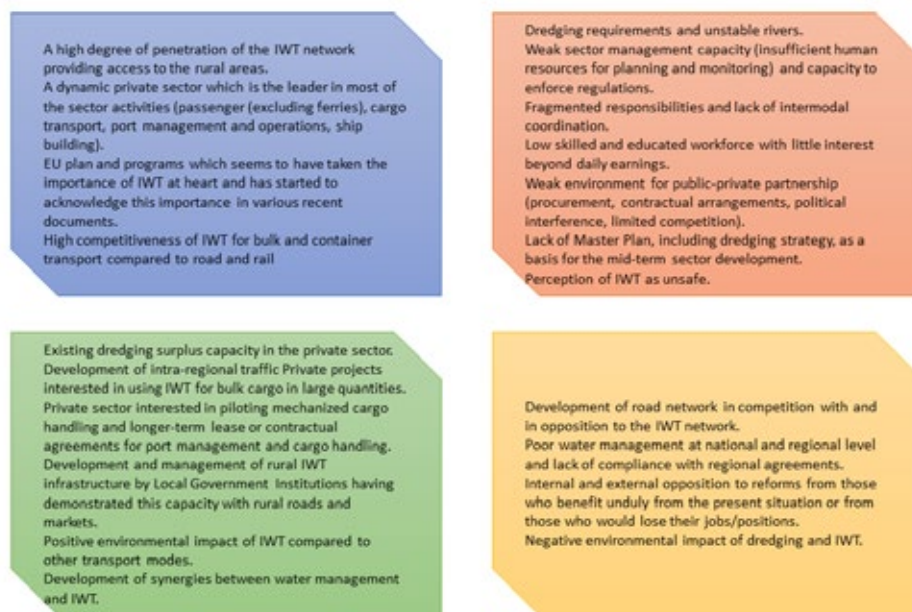 A high degree of penetration of the IWT network
providing access to the rural areas.
A dynamic private sector which is the leader in most of
the sector activities (passenger (excluding ferries), cargo
transport, port management and operations, ship
building).
EU plan and programs which seems to have taken the
importance of IWT at heart and has started to
acknowledge this importance in various recent
documents.
High competitiveness of IWT for bulk and container
transport compared to road and rail
Dredging requirements and unstable rivers.
Weak sector management capacity (insufficient human
resources for planning and monitoring) and capacity to
enforce regulations.
Fragmented responsibilities and lack of intermodal
coordination.
Low skilled and educated workforce with little interest
beyond daily earnings.
Weak environment for public-private partnership
(procurement, contractual arrangements, political
interference, limited competition).
Lack of Master Plan, including dredging strategy, as a
basis for the mid-term sector development.
Perception of IWT as unsafe.
Existing dredging surplus capacity in the private sector.
Development of intra-regional traffic Private projects
interested in using IWT for bulk cargo in large quantities.
Private sector interested in piloting mechanized cargo
handling and longer-term lease or contractual
agreements for port management and cargo handling.
Development and management of rural IWT
infrastructure by Local Government Institutions having
demonstrated this capacity with rural roads and
markets.
Positive environmental impact of IWT compared to
other transport modes.
Development of synergies between water management
and IWT.
Development of road network in competition with and
in opposition to the IWT network.
Poor water management at national and regional level
and lack of compliance with regional agreements.
Internal and external opposition to reforms from those
who benefit unduly from the present situation or from
those who would lose their jobs/positions.
Negative environmental impact of dredging and IWT.